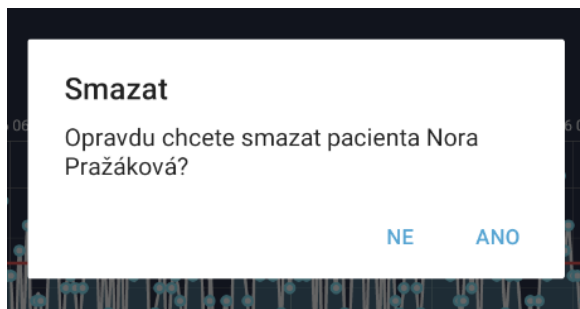 Smazat
Opravdu chcete smazat pacienta Nora
Pražáková?
NE
ANO